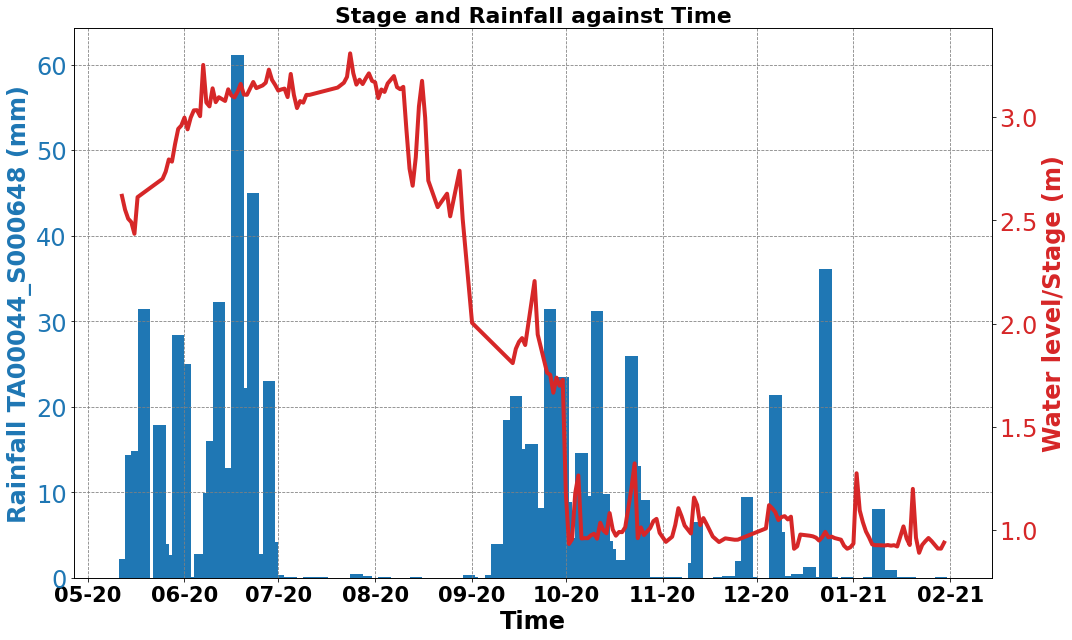 Stage and Rainfall against Time
Rainfall TA00044_S000648 (mm)
60
50
40
30
20
10
0
Water level/Stage (m)
3.0
2.5
2.0
1.5
1.0
05-20 06-20 07-20 08-20 09-20 10-20 11-20 12-20 01-21 02-21
Time